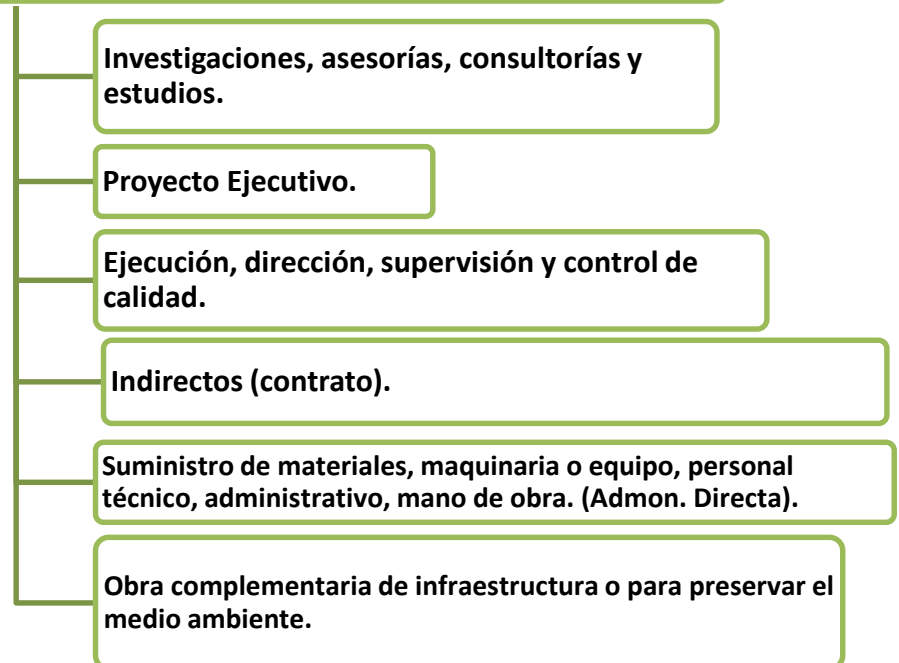 Investigaciones, asesorías, consultorías y
estudios.
Proyecto Ejecutivo.
Ejecución, dirección, supervisión y control de
calidad.
Indirectos (contrato).
Suministro de materiales, maquinaria o equipo, personal
técnico, administrativo, mano de obra. (Admon. Directa).
Obra complementaria de infraestructura o para preservar el
medio ambiente.